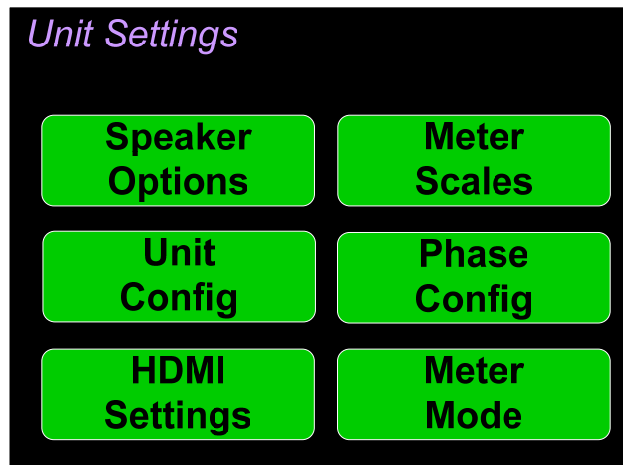 Unit Settings
Speaker
Options
Meter
Scales
Unit
Config
Phase
Config
HDMI
Settings
Meter
Mode